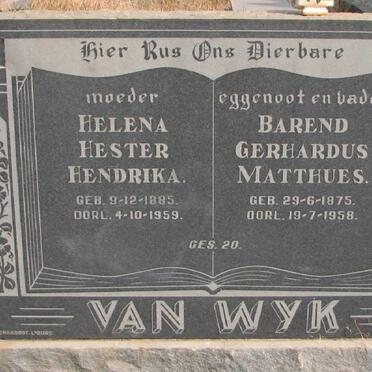 Hier Rus Ons Dierbare
moeder
HELENA
HESTER
HENDRIKA.
GEB. 9-12-1885.
OORL. 4-10-1959.
eggenoot en vade
BAREND
GERHARDUS
MATTHUES.
GEB. 29-6-1875.
OORL. 19-7-1958.
GES. 20.
VAN WYK